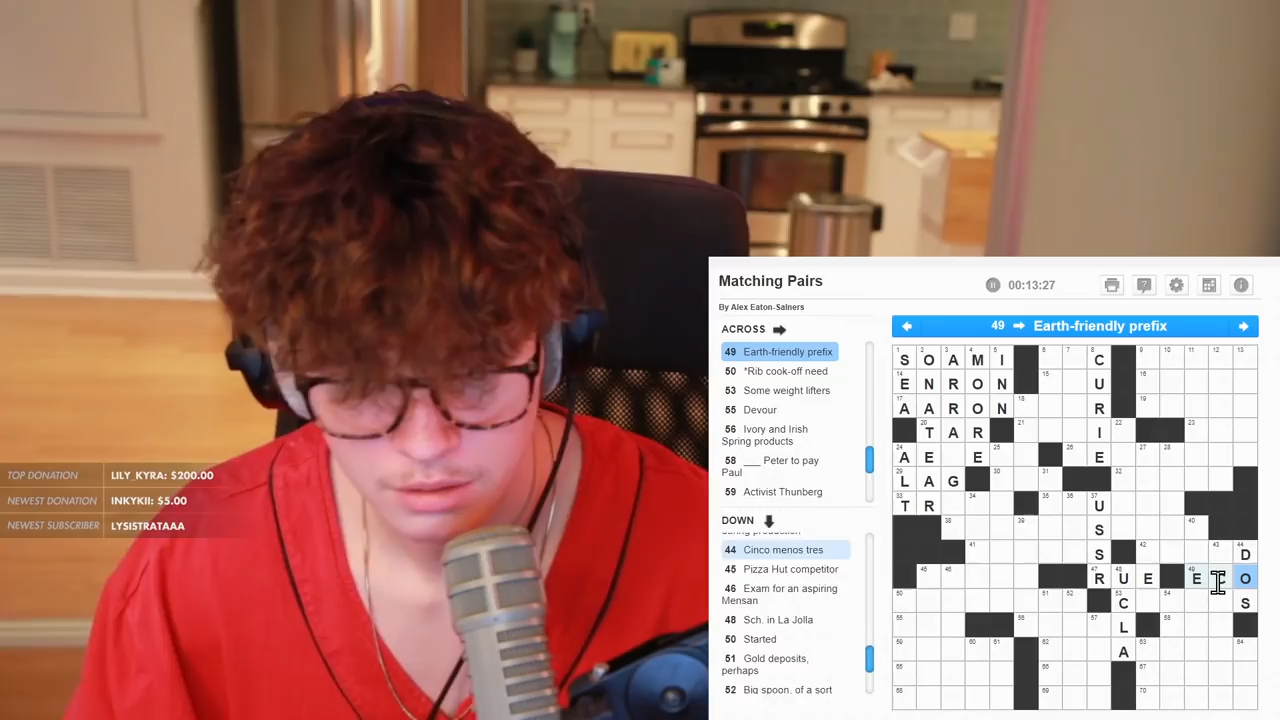 Matching Pairs
00:13:27
By Alex Eaton-Salners
ACROSS
49 Earth-friendly prefix
49 Earth-friendly prefix
50 *Rib cook-off need
53 Some weight lifters
55 Devour
56 Ivory and Irish
Spring products
58 ___ Peter to pay
Paul
59 Activist Thunberg
DOWN
during production
44 Cinco menos tres
45 Pizza Hut competitor
46 Exam for an aspiring
Mensan
48 Sch. in La Jolla
50 Started
51 Gold deposits,
perhaps
52 Big spoon, of a sort
S O A M I C
E N R O N U
A A R O N R
T A R I
A E E E
L A G
T R U
S
S D
R U E E O
C S
L
A
TOP DONATION LILY_KYRA: $200.00
NEWEST DONATION INKYKII: $5.00
NEWEST SUBSCRIBER LYSISTRATAAA